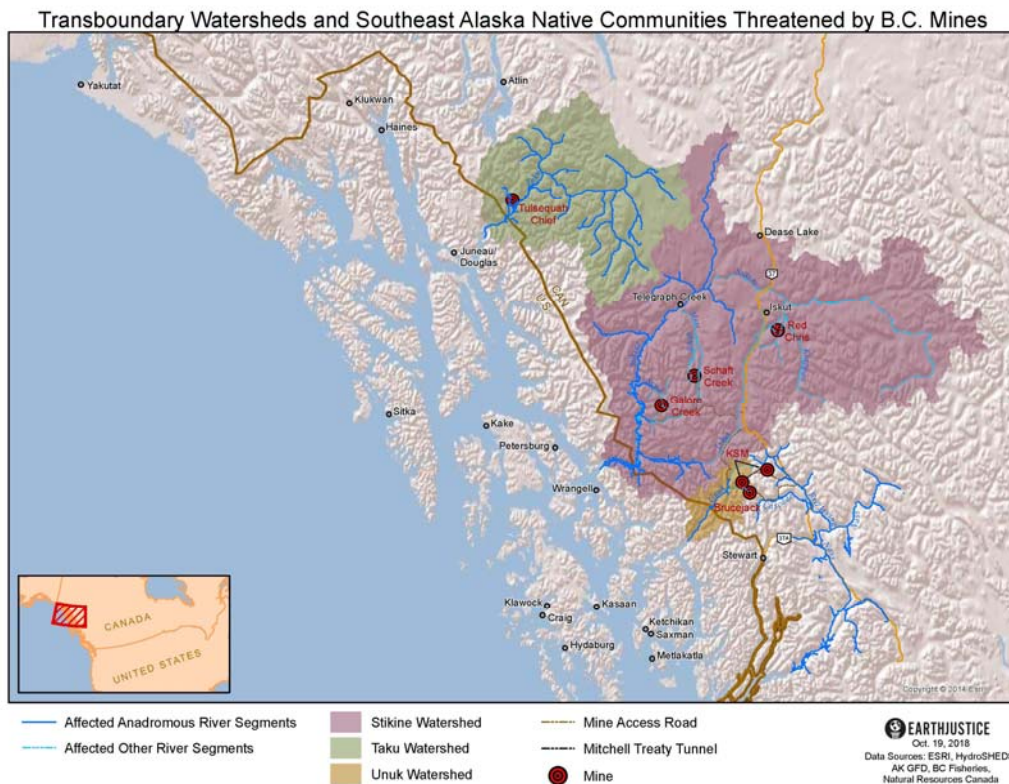 Transboundary Watersheds and Southeast Alaska Native Communities Threatened by B.C. Mines
Yakutat
Atlin
Klukwan
Haines
Tulsequah
Chief
Juneau/
Douglas
Dease Lake
37
CAN
U.S.
Telegraph Creek
Iskut
Red
Chris
Schaft
Creek
Galore
Creek
Sitka
Kake
Petersburg
KSM
Wrangell
Brucejack
37A
Stewart
Klawock
Craig
Kasaan
Hydaburg
Ketchikan
Saxman
Metlakatla
CANADA
UNITED STATES
Copyright © 2014 Esri
Affected Anadromous River Segments
Affected Other River Segments
Stikine Watershed
Taku Watershed
Unuk Watershed
Mine Access Road
Mitchell Treaty Tunnel
Mine
EARTHJUSTICE
Oct. 19, 2018
Data Sources: ESRI, HydroSHEDS
AK GFD, BC Fisheries,
Natural Resources Canada